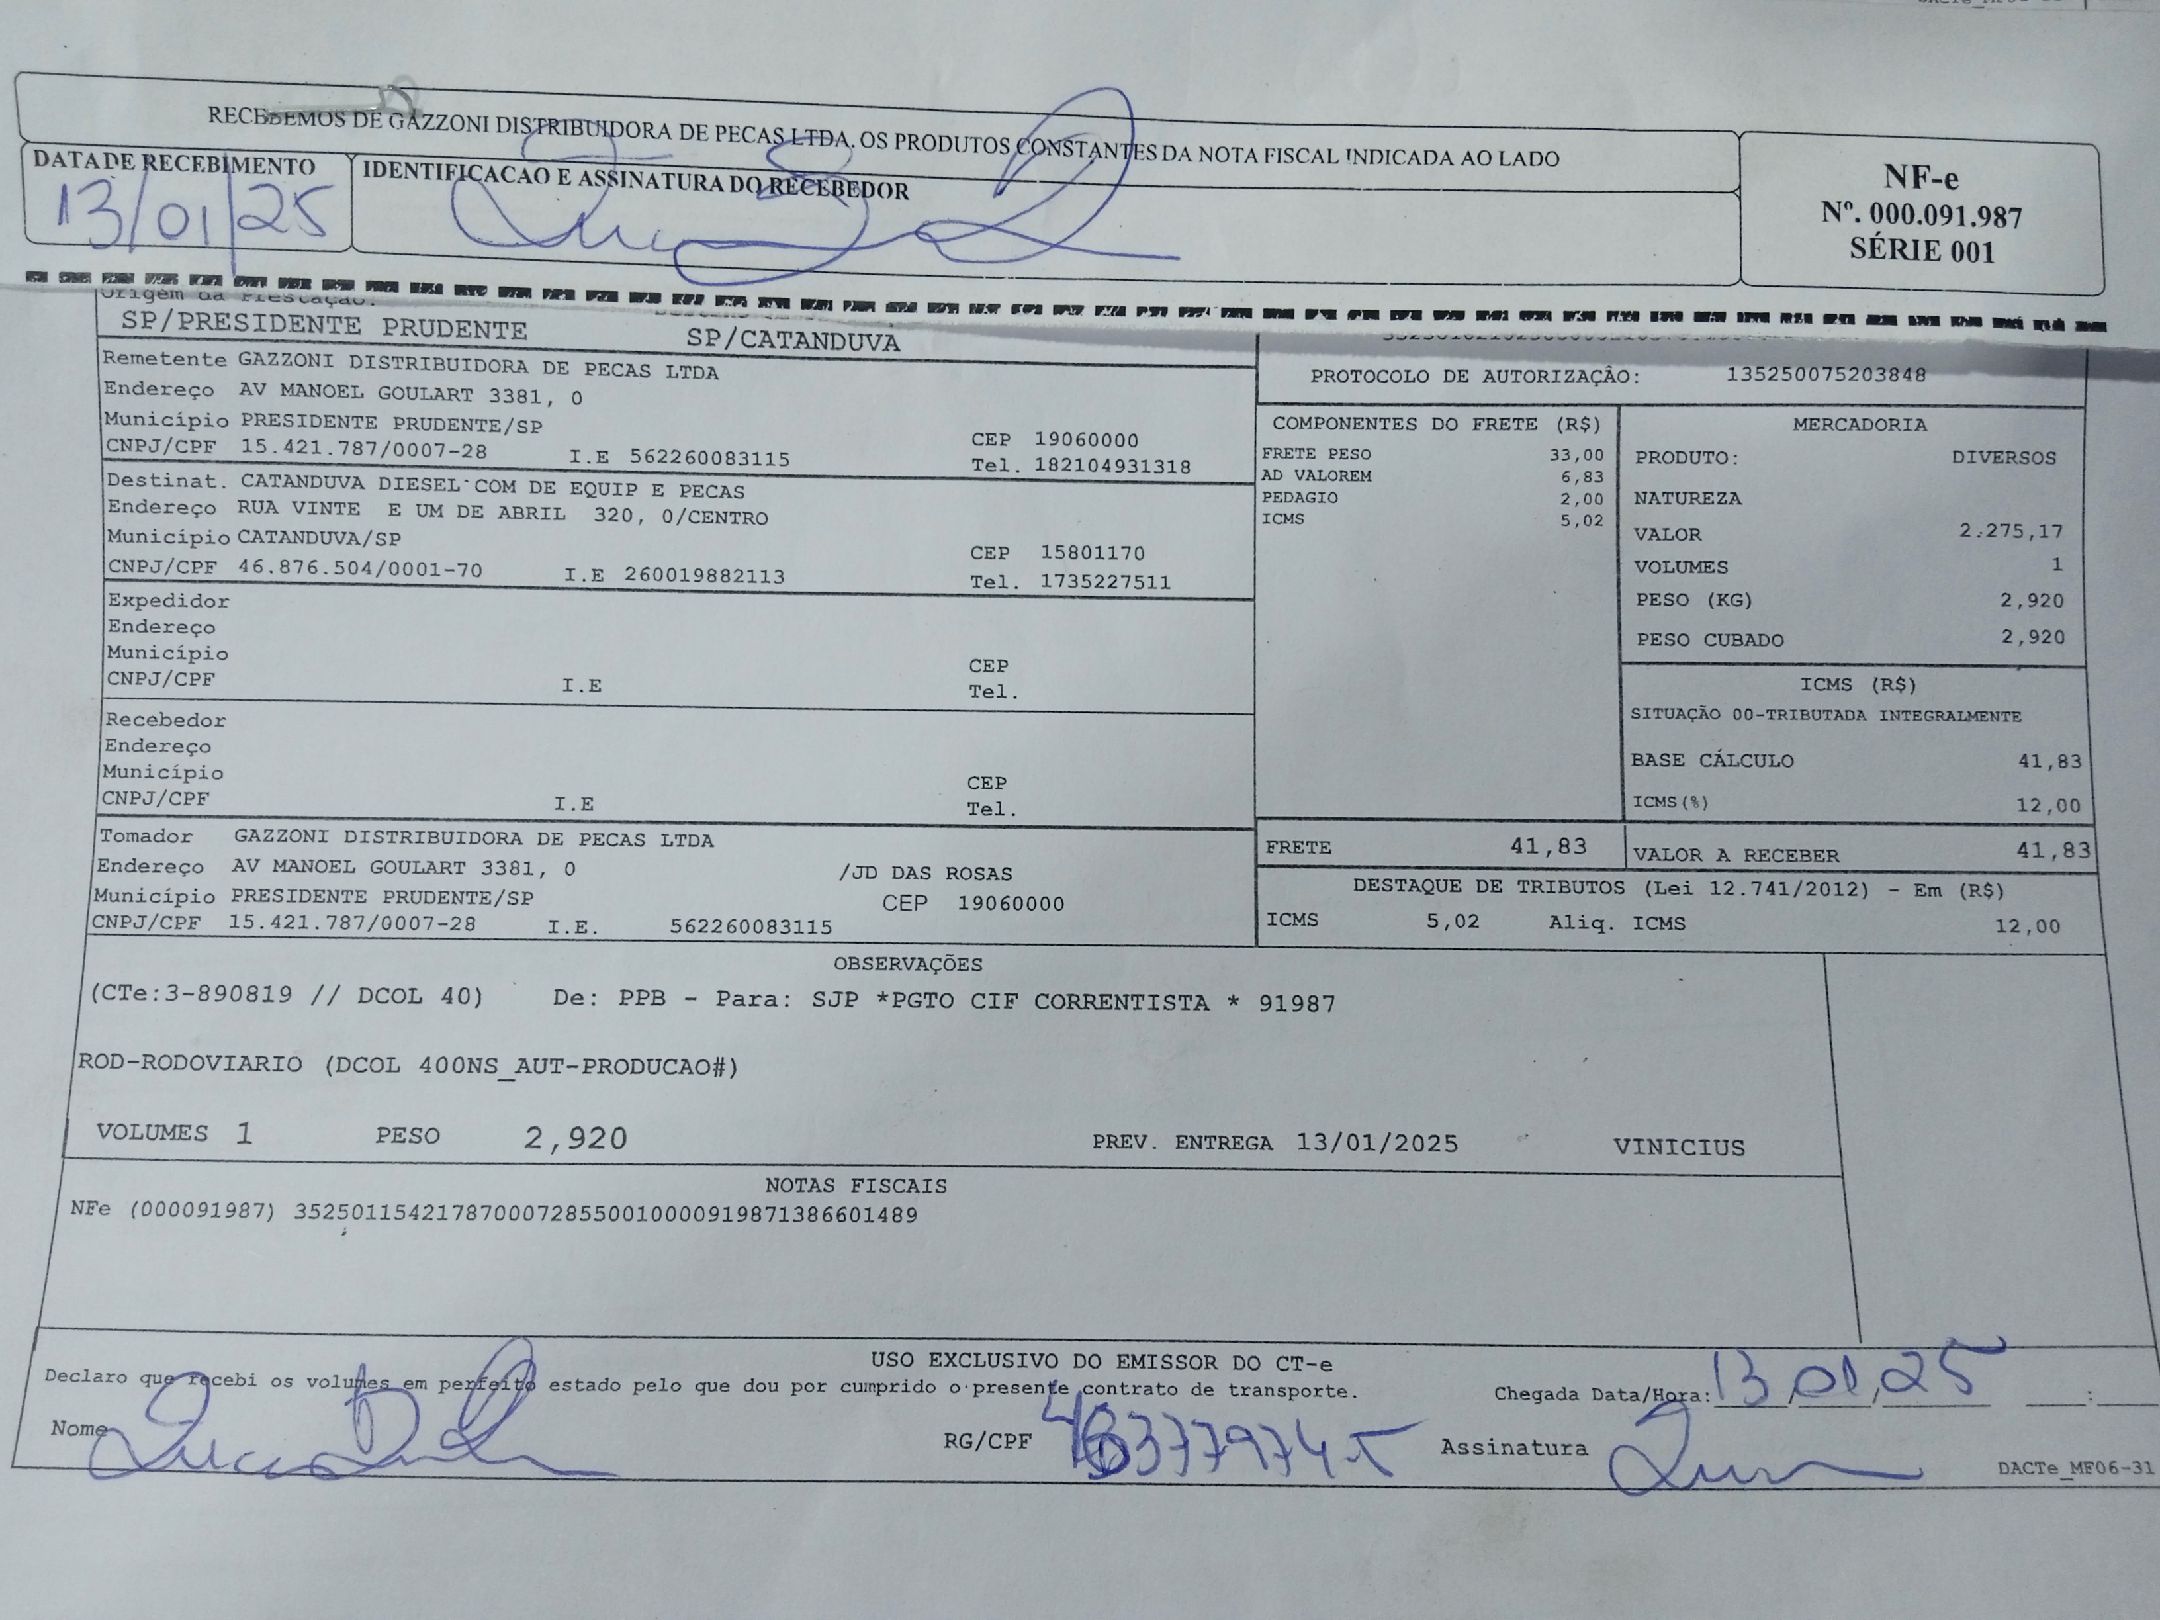 RECEBEMOS DE GAZZONI DISTRIBUIDORA DE PECAS LTDA. OS PRODUTOS CONSTANTES DA NOTA FISCAL INDICADA AO LADO
DATA DE RECEBIMENTO
13/01/25
IDENTIFICACAO E ASSINATURA DO RECEBEDOR
NF-e
Nº. 000.091.987
SÉRIE 001
Origem da Prestação:
SP/PRESIDENTE PRUDENTE SP/CATANDUVA
Remetente GAZZONI DISTRIBUIDORA DE PECAS LTDA
Endereço AV MANOEL GOULART 3381, 0
Município PRESIDENTE PRUDENTE/SP CEP 19060000
CNPJ/CPF 15.421.787/0007-28 I.E 562260083115 Tel. 182104931318
Destinat. CATANDUVA DIESEL COM DE EQUIP E PECAS
Endereço RUA VINTE E UM DE ABRIL 320, 0/CENTRO
Município CATANDUVA/SP CEP 15801170
CNPJ/CPF 46.876.504/0001-70 I.E 260019882113 Tel. 1735227511
Expedidor
Endereço
Município CEP
CNPJ/CPF I.E Tel.
Recebedor
Endereço
Município CEP
CNPJ/CPF I.E Tel.
Tomador GAZZONI DISTRIBUIDORA DE PECAS LTDA
Endereço AV MANOEL GOULART 3381, 0 /JD DAS ROSAS
Município PRESIDENTE PRUDENTE/SP CEP 19060000
CNPJ/CPF 15.421.787/0007-28 I.E. 562260083115
PROTOCOLO DE AUTORIZAÇÂO: 135250075203848
COMPONENTES DO FRETE (R$)
FRETE PESO 33,00
AD VALOREM 6,83
PEDAGIO 2,00
ICMS 5,02
MERCADORIA
PRODUTO: DIVERSOS
NATUREZA
VALOR 2.275,17
VOLUMES 1
PESO (KG) 2,920
PESO CUBADO 2,920
ICMS (R$)
SITUAÇÃO 00-TRIBUTADA INTEGRALMENTE
BASE CÁLCULO 41,83
ICMS(%) 12,00
FRETE 41,83 VALOR A RECEBER 41,83
DESTAQUE DE TRIBUTOS (Lei 12.741/2012) - Em (R$)
ICMS 5,02 Aliq. ICMS 12,00
OBSERVAÇÕES
(CTe:3-890819 // DCOL 40) De: PPB - Para: SJP *PGTO CIF CORRENTISTA * 91987
ROD-RODOVIARIO (DCOL 400NS_AUT-PRODUCAO#)
VOLUMES 1 PESO 2,920 PREV. ENTREGA 13/01/2025 VINICIUS
NOTAS FISCAIS
NFe (000091987) 35250115421787000728550010000919871386601489
USO EXCLUSIVO DO EMISSOR DO CT-e
Declaro que recebi os volumes em perfeito estado pelo que dou por cumprido o presente contrato de transporte.
Chegada Data/Hora: 13 01 25 :
Nome RG/CPF Assinatura
DACTe_MF06-31